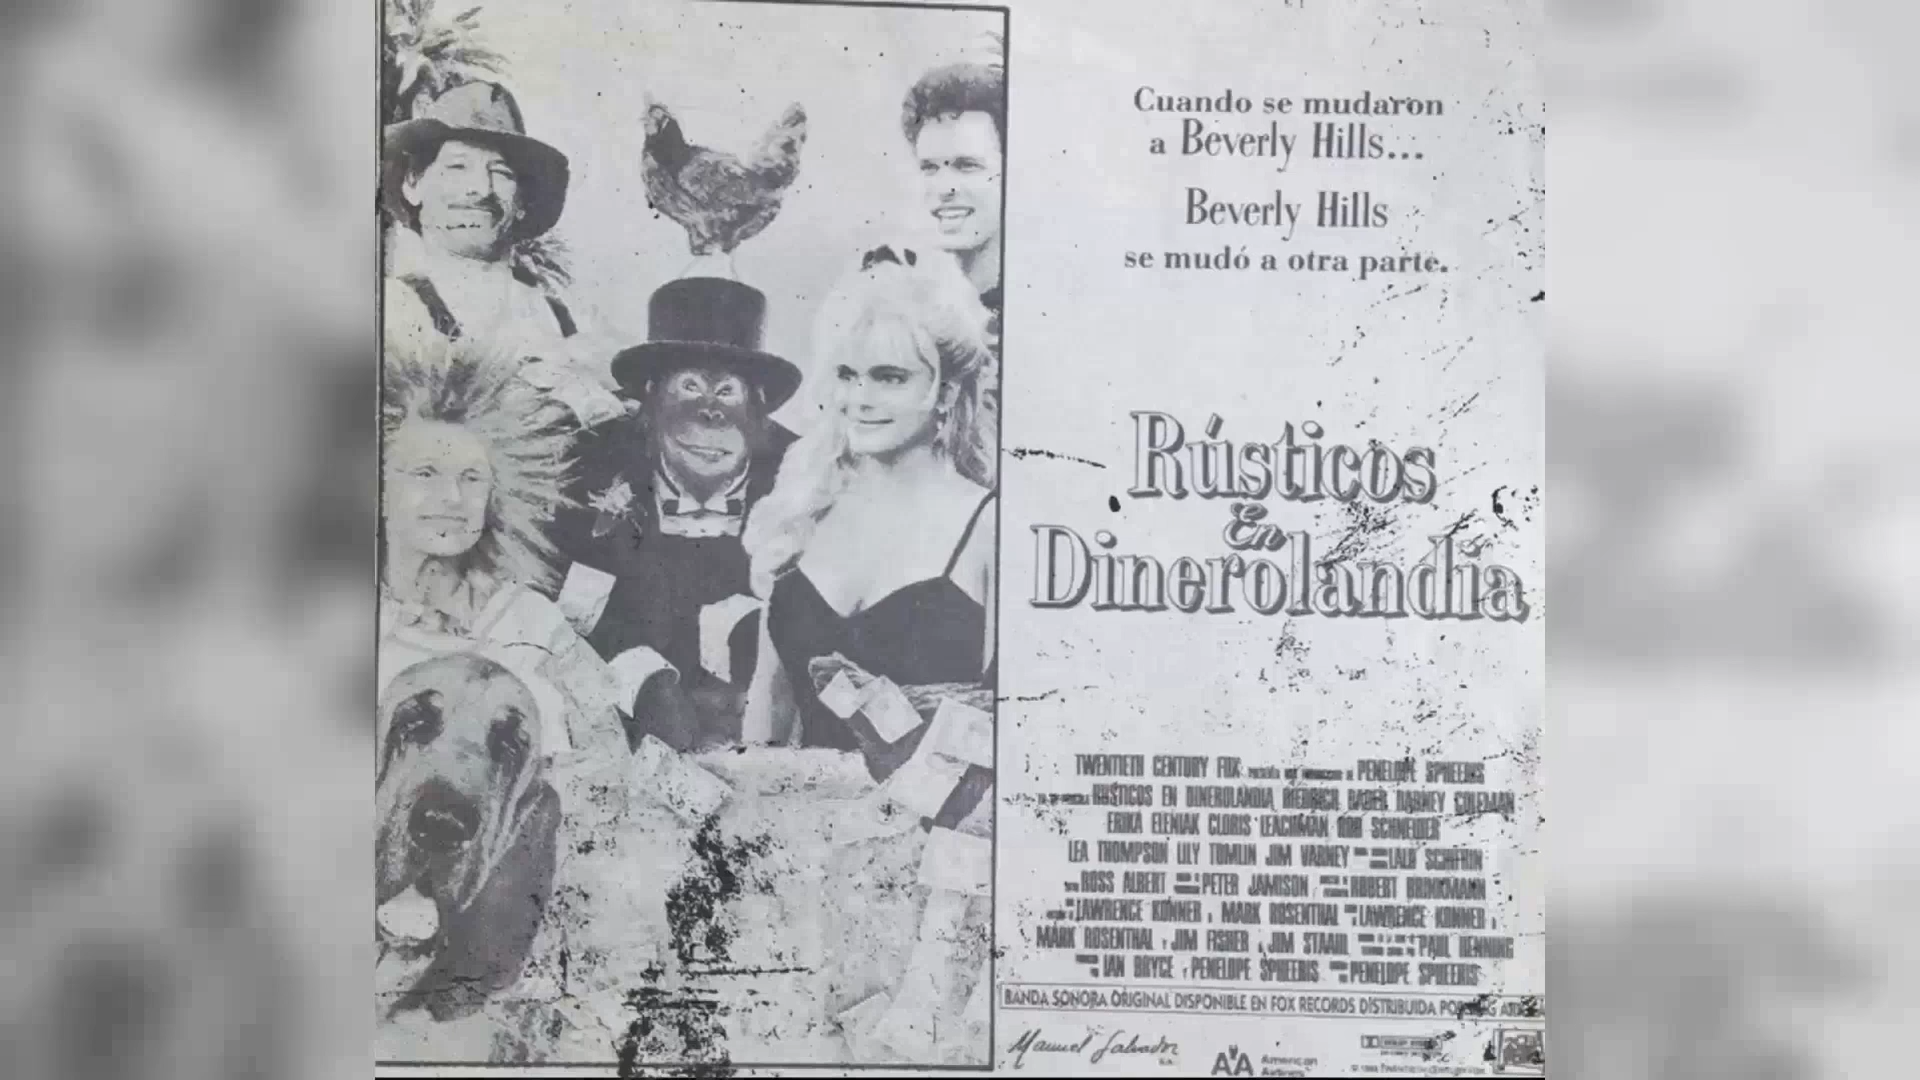 Cuando se mudaron
a Beverly Hills...
Beverly Hills
se mudó a otra parte.
Rústicos
En
Dinerolandia
TWENTIETH CENTURY FOX PENELOPE SPHEERIS
RÚSTICOS EN DINEROLANDIA DIEDRICH BADER DABNEY COLEMAN
ERIKA ELENIAK CLORIS LEACHMAN ROB SCHNEIDER
LEA THOMPSON LILY TOMLIN JIM VARNEY LALO SCHIFRIN
ROSS ALBERT PETER JAMISON ROBERT BRINKMANN
LAWRENCE KONNER MARK ROSENTHAL LAWRENCE KONNER
MARK ROSENTHAL Y JIM FISHER JIM STAAHL PAUL HENNING
IAN BRYCE Y PENELOPE SPHEERIS PENELOPE SPHEERIS
BANDA SONORA ORIGINAL DISPONIBLE EN FOX RECORDS DISTRIBUIDA POR
Manuel Salvador S.A.
AA American Airlines